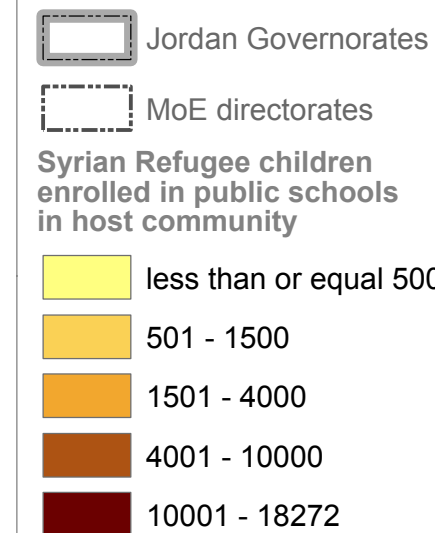 Jordan Governorates
MoE directorates
Syrian Refugee children
enrolled in public schools
in host community
less than or equal 500
501 - 1500
1501 - 4000
4001 - 10000
10001 - 18272